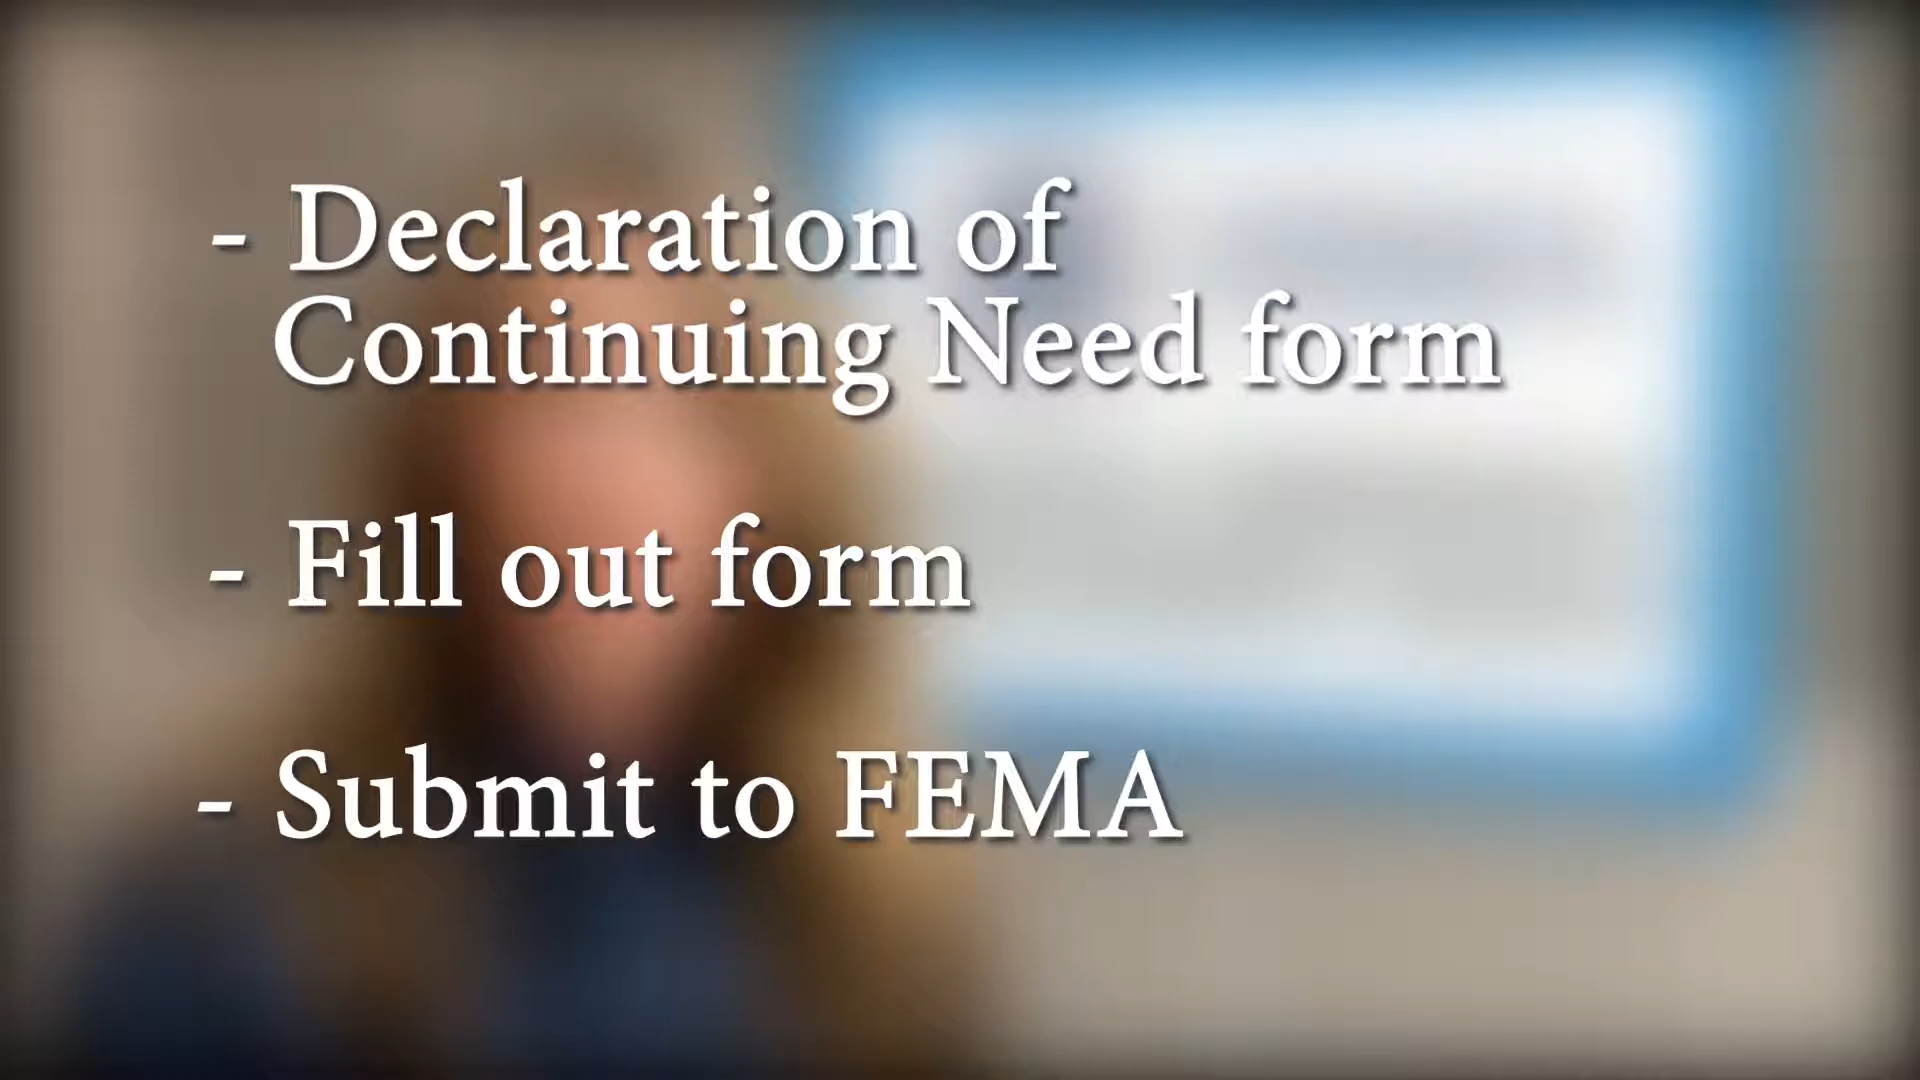 - Declaration of
Continuing Need form
- Fill out form
- Submit to FEMA